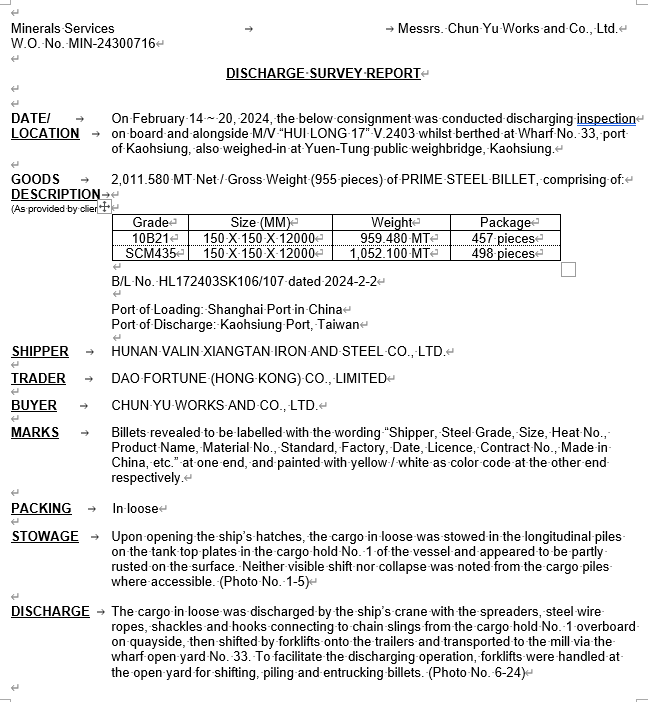 Minerals Services Messrs. Chun Yu Works and Co., Ltd.
W.O. No. MIN-24300716
DISCHARGE SURVEY REPORT
DATE/ On February 14 ~ 20, 2024, the below consignment was conducted discharging inspection
LOCATION on board and alongside M/V “HUI LONG 17” V.2403 whilst berthed at Wharf No. 33, port
of Kaohsiung, also weighed-in at Yuen-Tung public weighbridge, Kaohsiung.
GOODS 2,011.580 MT Net / Gross Weight (955 pieces) of PRIME STEEL BILLET, comprising of:
DESCRIPTION
(As provided by clien
Grade Size (MM) Weight Package
10B21 150 X 150 X 12000 959.480 MT 457 pieces
SCM435 150 X 150 X 12000 1,052.100 MT 498 pieces
B/L No. HL172403SK106/107 dated 2024-2-2
Port of Loading: Shanghai Port in China
Port of Discharge: Kaohsiung Port, Taiwan
SHIPPER HUNAN VALIN XIANGTAN IRON AND STEEL CO., LTD.
TRADER DAO FORTUNE (HONG KONG) CO., LIMITED
BUYER CHUN YU WORKS AND CO., LTD.
MARKS Billets revealed to be labelled with the wording “Shipper, Steel Grade, Size, Heat No.,
Product Name, Material No., Standard, Factory, Date, Licence, Contract No., Made in
China, etc.” at one end, and painted with yellow / white as color code at the other end
respectively.
PACKING In loose
STOWAGE Upon opening the ship’s hatches, the cargo in loose was stowed in the longitudinal piles
on the tank top plates in the cargo hold No. 1 of the vessel and appeared to be partly
rusted on the surface. Neither visible shift nor collapse was noted from the cargo piles
where accessible. (Photo No. 1-5)
DISCHARGE The cargo in loose was discharged by the ship’s crane with the spreaders, steel wire
ropes, shackles and hooks connecting to chain slings from the cargo hold No. 1 overboard
on quayside, then shifted by forklifts onto the trailers and transported to the mill via the
wharf open yard No. 33. To facilitate the discharging operation, forklifts were handled at
the open yard for shifting, piling and entrucking billets. (Photo No. 6-24)